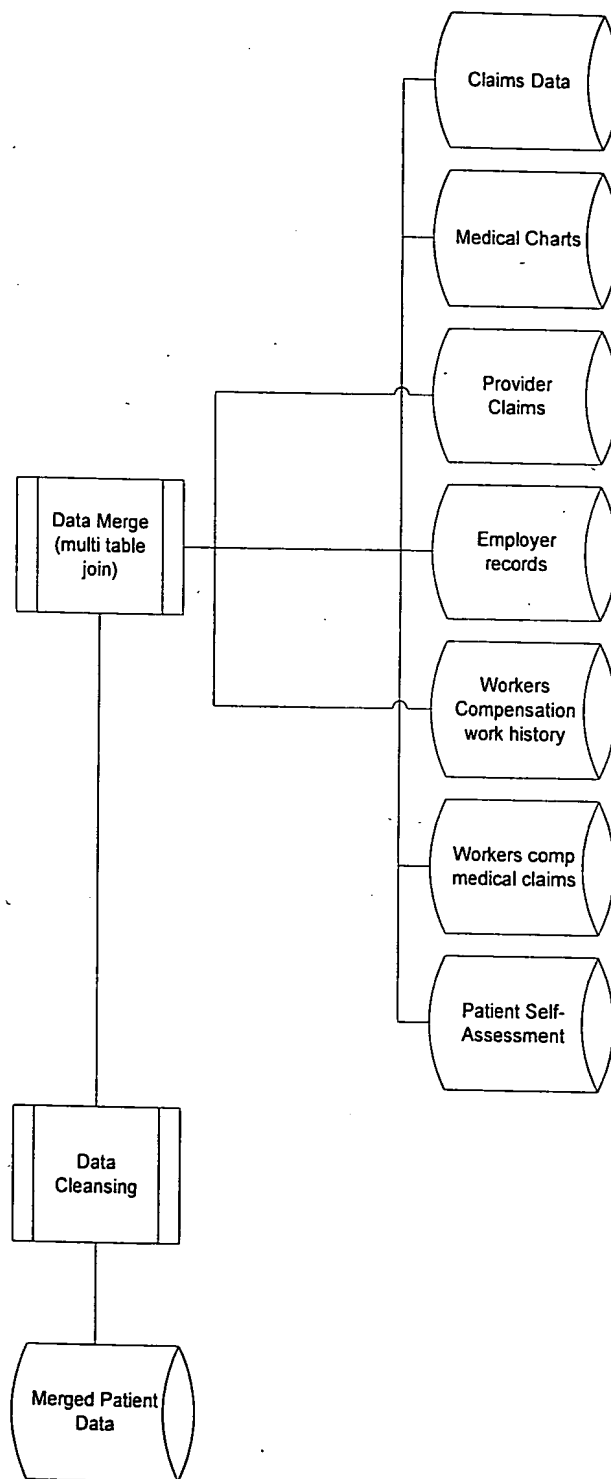 Claims Data
Medical Charts
Provider
Claims
Data Merge
(multi table
join)
Employer
records
Workers
Compensation
work history
Workers comp
medical claims
Patient Self-
Assessment
Data
Cleansing
Merged Patient
Data